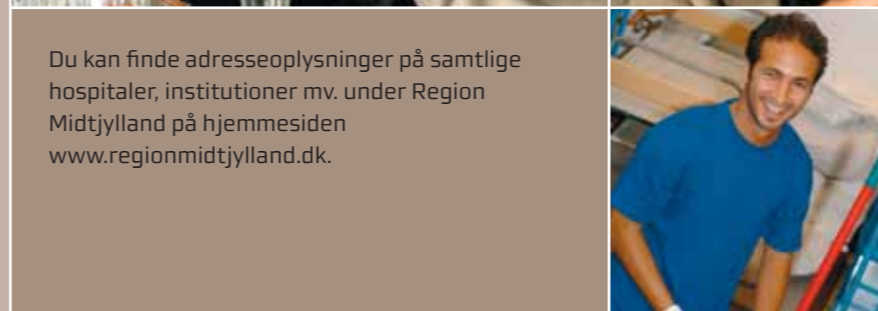 Du kan finde adresseoplysninger på samtlige
hospitaler, institutioner mv. under Region
Midtjylland på hjemmesiden
www.regionmidtjylland.dk.